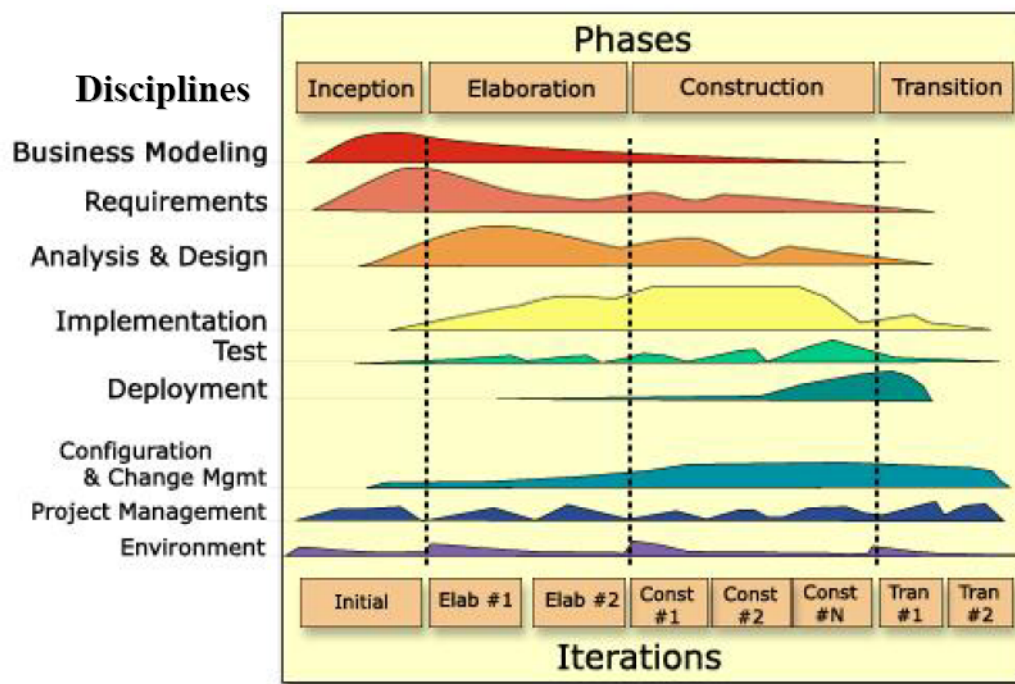 Phases
Disciplines
Inception Elaboration Construction Transition
Business Modeling
Requirements
Analysis & Design
Implementation
Test
Deployment
Configuration
& Change Mgmt
Project Management
Environment
Initial Elab #1 Elab #2 Const #1 Const #2 Const #N Tran #1 Tran #2
Iterations